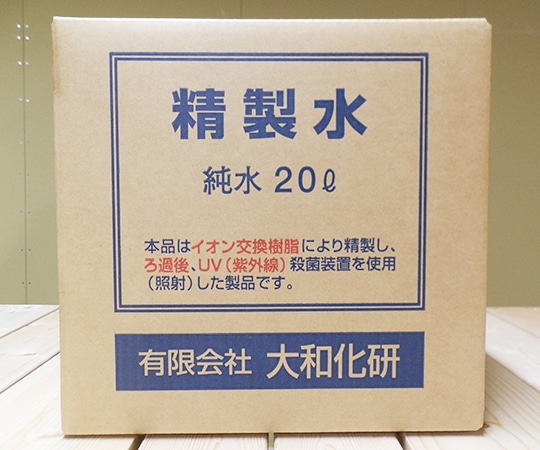 精製水
純水 20ℓ
本品はイオン交換樹脂により精製し、
ろ過後、UV(紫外線)殺菌装置を使用
(照射)した製品です。
有限会社 大和化研